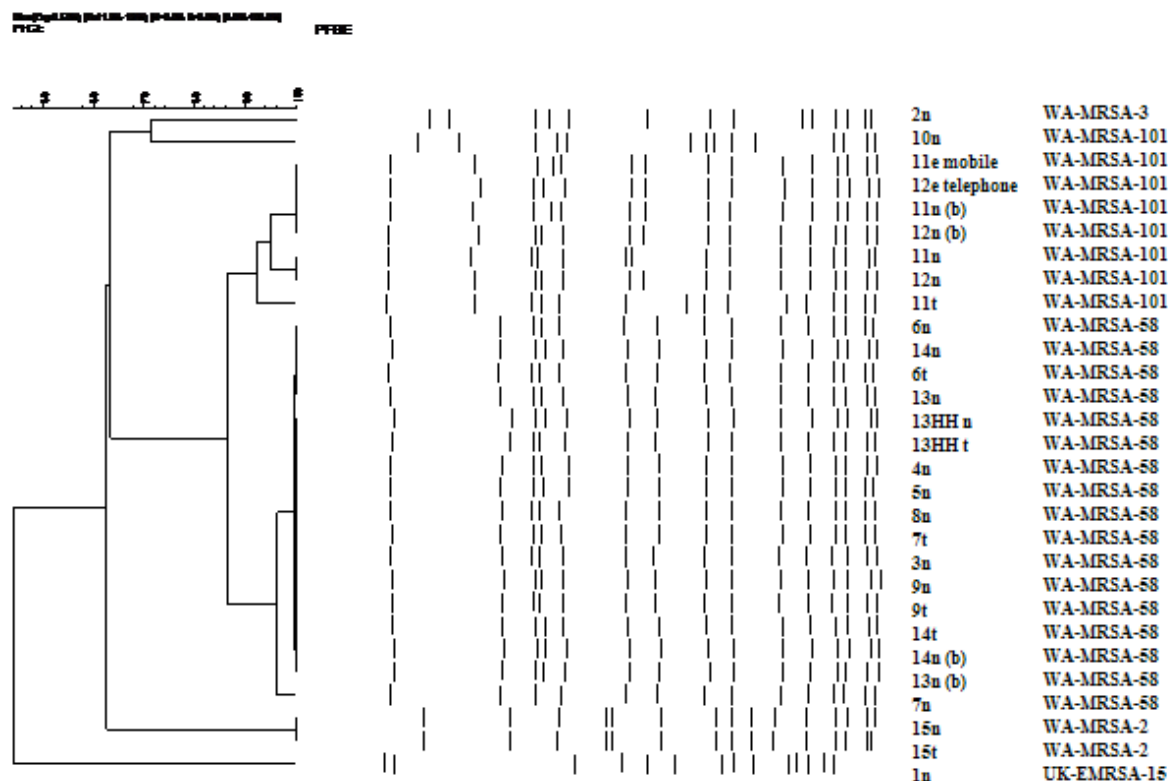 PFGE PFGE
100
2n WA-MRSA-3
10n WA-MRSA-101
11e mobile WA-MRSA-101
12e telephone WA-MRSA-101
11n (b) WA-MRSA-101
12n (b) WA-MRSA-101
11n WA-MRSA-101
12n WA-MRSA-101
11t WA-MRSA-101
6n WA-MRSA-58
14n WA-MRSA-58
6t WA-MRSA-58
13n WA-MRSA-58
13HH n WA-MRSA-58
13HH t WA-MRSA-58
4n WA-MRSA-58
5n WA-MRSA-58
8n WA-MRSA-58
7t WA-MRSA-58
3n WA-MRSA-58
9n WA-MRSA-58
9t WA-MRSA-58
14t WA-MRSA-58
14n (b) WA-MRSA-58
13n (b) WA-MRSA-58
7n WA-MRSA-58
15n WA-MRSA-2
15t WA-MRSA-2
1n UK-EMRSA-15